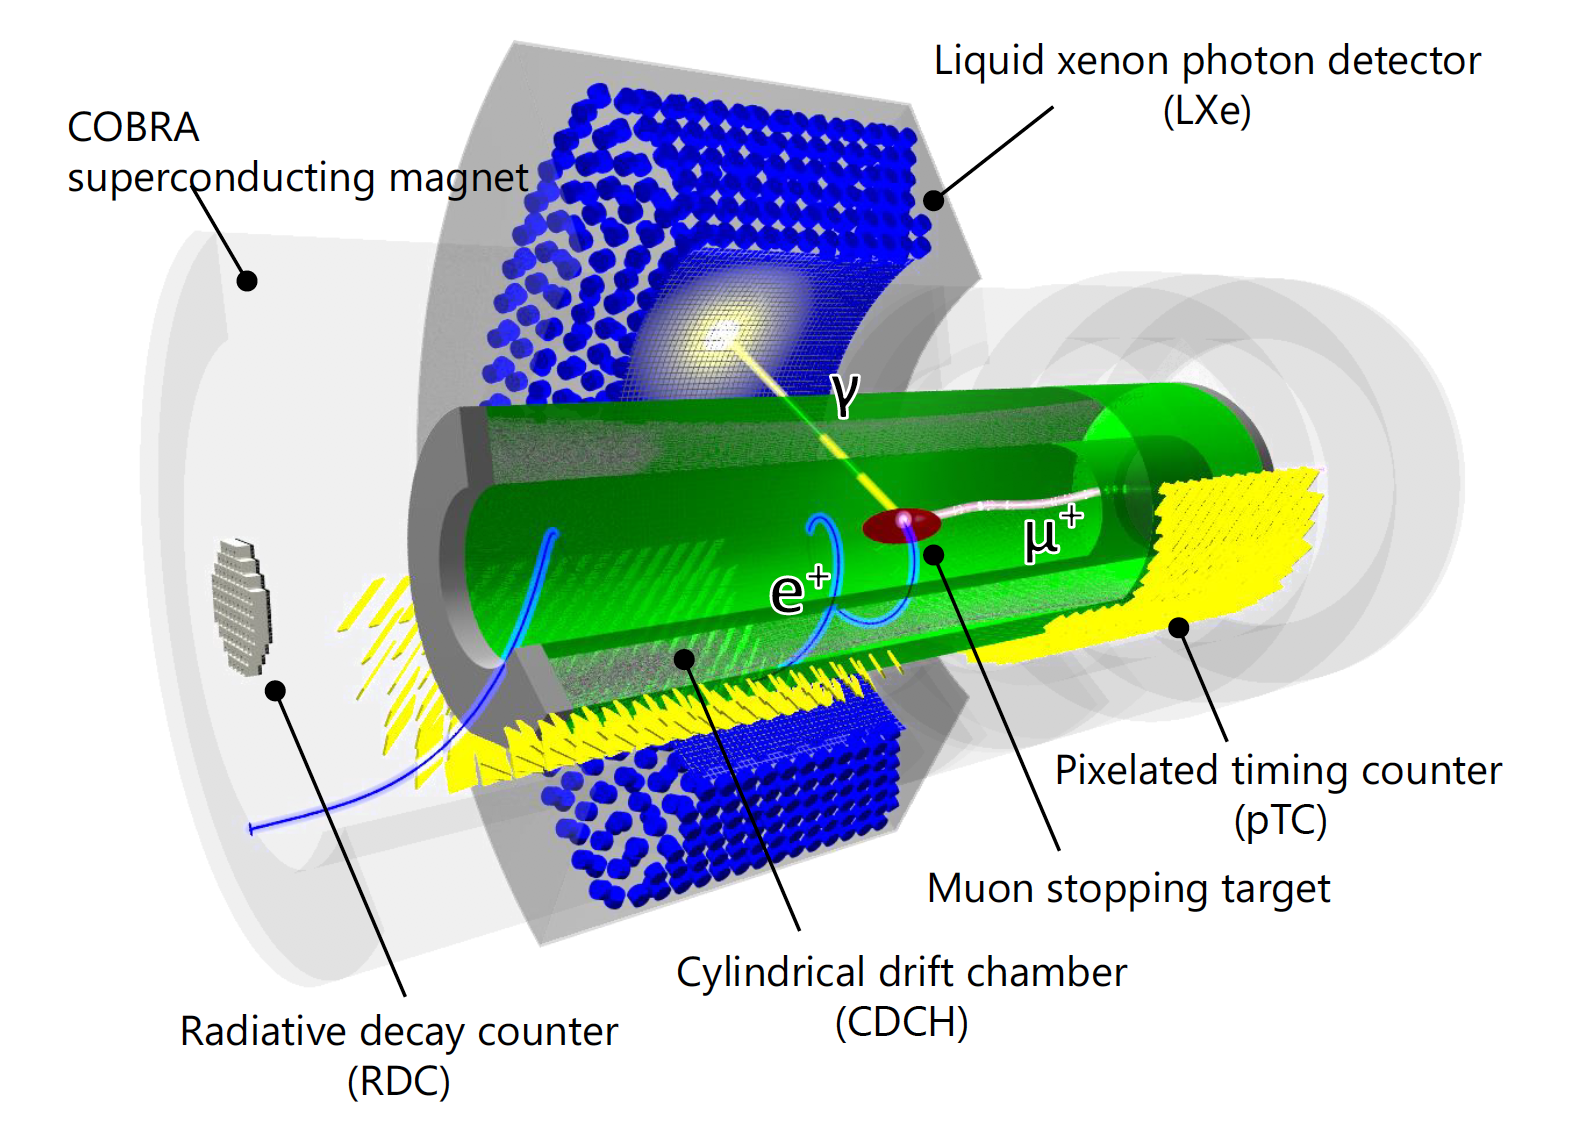 Liquid xenon photon detector
(LXe)
COBRA
superconducting magnet
γ
μ+
e+
Pixelated timing counter
(pTC)
Muon stopping target
Cylindrical drift chamber
(CDCH)
Radiative decay counter
(RDC)